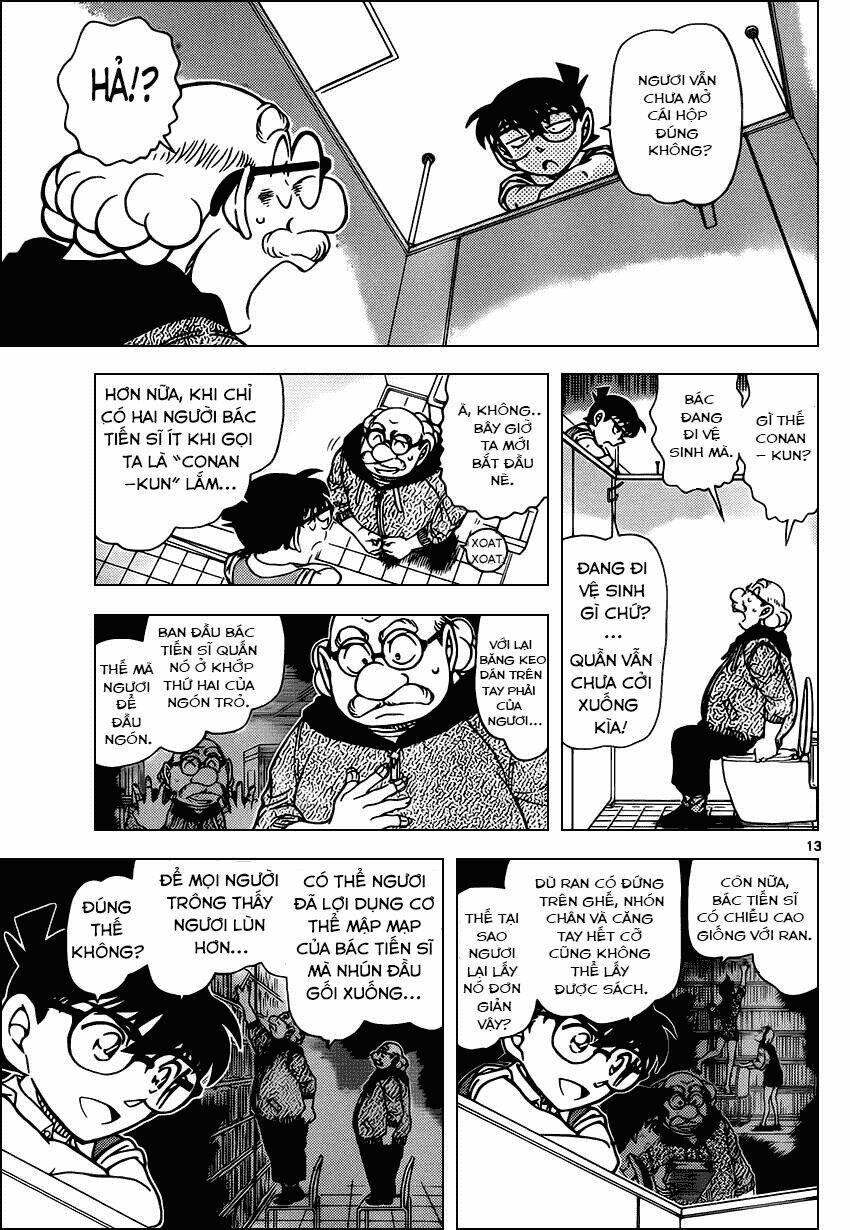 NGƯƠI VẪN
CHƯA MỞ
CÁI HỘP
ĐÚNG
KHÔNG?
HẢ!?
GÌ THẾ
CONAN
– KUN?
BÁC
ĐANG
ĐI VỆ
SINH MÀ.
ĐANG ĐI
VỆ SINH
GÌ CHỨ?
...
QUẦN VẪN
CHƯA CỞI
XUỐNG
KÌA!
À, KHÔNG..
BÂY GIỜ
TA MỚI
BẮT ĐẦU
NÈ.
XOAT
XOAT.
HƠN NỮA, KHI CHỈ
CÓ HAI NGƯỜI BÁC
TIẾN SĨ ÍT KHI GỌI
TA LÀ “CONAN
–KUN” LẮM...
VỚI LẠI
BĂNG KEO
DÁN TRÊN
TAY PHẢI
CỦA
NGƯƠI...
BAN ĐẦU BÁC
TIẾN SĨ QUẤN
NÓ Ở KHỚP
THỨ HAI CỦA
NGÓN TRỎ.
THẾ MÀ
NGƯƠI
ĐỂ
ĐẦU
NGÓN.
13
CÒN NỮA,
BÁC TIẾN SĨ
CÓ CHIỀU CAO
GIỐNG VỚI RAN.
DÙ RAN CÓ ĐỨNG
TRÊN GHẾ, NHÓN
CHÂN VÀ CĂNG
TAY HẾT CỠ
CŨNG KHÔNG
THỂ LẤY
ĐƯỢC SÁCH.
THẾ TẠI
SAO
NGƯƠI
LẠI LẤY
NÓ ĐƠN
GIẢN
VẬY?
CÓ THỂ NGƯƠI
ĐÃ LỢI DỤNG CƠ
THỂ MẬP MẠP
CỦA BÁC TIẾN SĨ
MÀ NHÚN ĐẦU
GỐI XUỐNG...
ĐỂ MỌI NGƯỜI
TRÔNG THẤY
NGƯƠI LÙN
HƠN...
ĐÚNG
THẾ
KHÔNG?